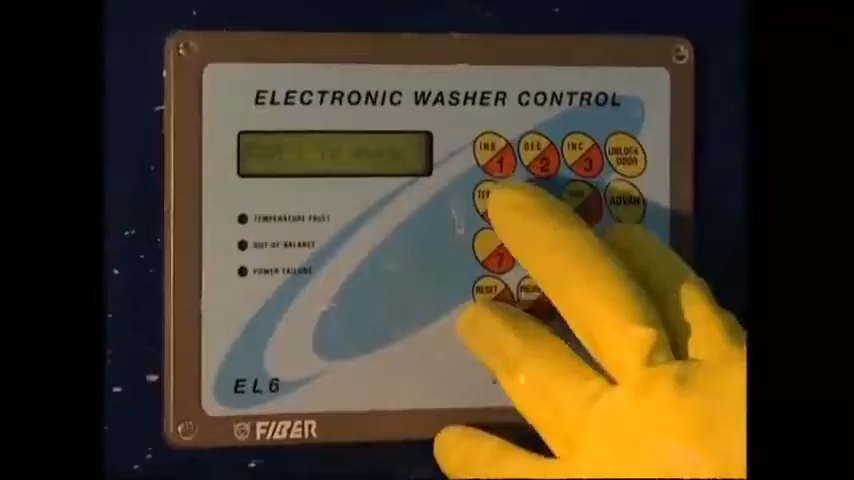 ELECTRONIC WASHER CONTROL
INS 1
DEC 2
INC 3
UNLOCK DOOR
ADVAN
7
RESET
TEMPERATURE FAULT
OUT-OF-BALANCE
POWER FAILURE
EL6
FIBER